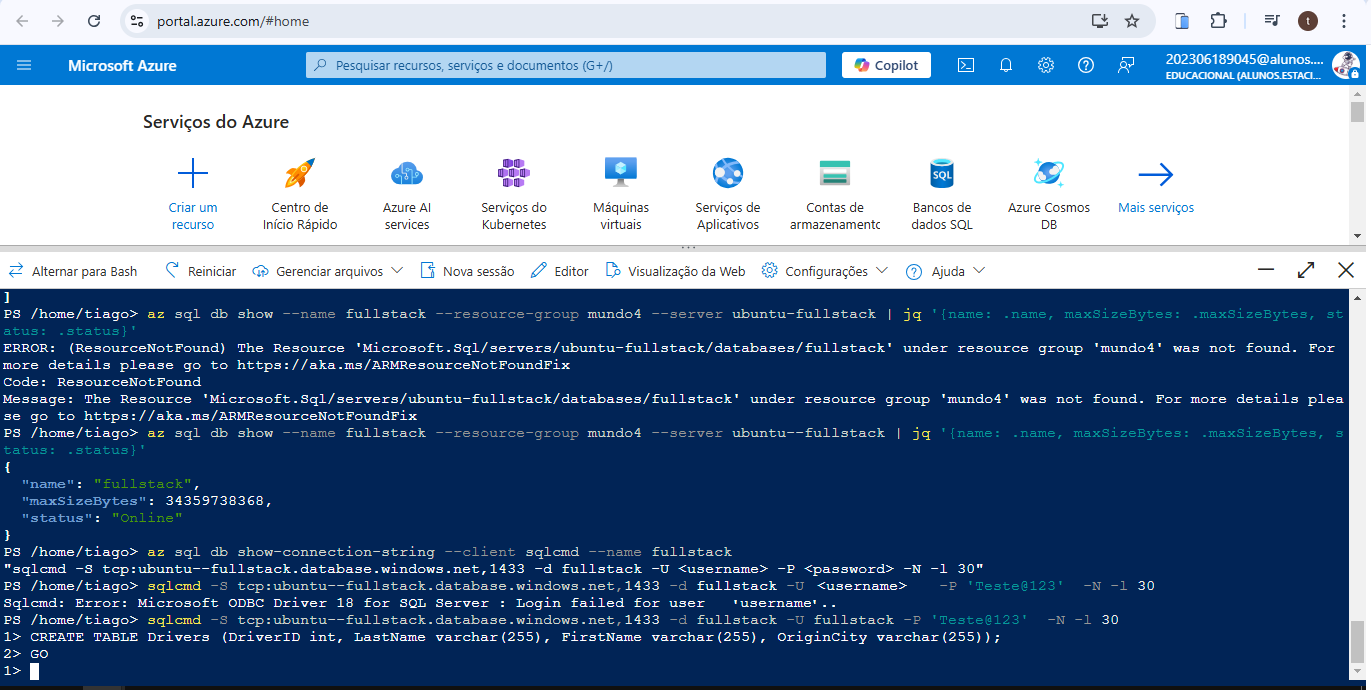 portal.azure.com/#home
t
Microsoft Azure
Pesquisar recursos, serviços e documentos (G+/)
Copilot
202306189045@alunos....
EDUCACIONAL (ALUNOS.ESTACI...
Serviços do Azure
Criar um recurso
Centro de Início Rápido
Azure AI services
Serviços do Kubernetes
Máquinas virtuais
Serviços de Aplicativos
Contas de armazenamento
SQL
Bancos de dados SQL
Azure Cosmos DB
Mais serviços
Alternar para Bash
Reiniciar
Gerenciar arquivos
Nova sessão
Editor
Visualização da Web
Configurações
Ajuda
]
PS /home/tiago> az sql db show --name fullstack --resource-group mundo4 --server ubuntu-fullstack | jq '{name: .name, maxSizeBytes: .maxSizeBytes, st
atus: .status}'
ERROR: (ResourceNotFound) The Resource 'Microsoft.Sql/servers/ubuntu-fullstack/databases/fullstack' under resource group 'mundo4' was not found. For
more details please go to https://aka.ms/ARMResourceNotFoundFix
Code: ResourceNotFound
Message: The Resource 'Microsoft.Sql/servers/ubuntu-fullstack/databases/fullstack' under resource group 'mundo4' was not found. For more details plea
se go to https://aka.ms/ARMResourceNotFoundFix
PS /home/tiago> az sql db show --name fullstack --resource-group mundo4 --server ubuntu--fullstack | jq '{name: .name, maxSizeBytes: .maxSizeBytes, s
tatus: .status}'
{
"name": "fullstack",
"maxSizeBytes": 34359738368,
"status": "Online"
}
PS /home/tiago> az sql db show-connection-string --client sqlcmd --name fullstack
"sqlcmd -S tcp:ubuntu--fullstack.database.windows.net,1433 -d fullstack -U <username> -P <password> -N -l 30"
PS /home/tiago> sqlcmd -S tcp:ubuntu--fullstack.database.windows.net,1433 -d fullstack -U <username> -P 'Teste@123' -N -l 30
Sqlcmd: Error: Microsoft ODBC Driver 18 for SQL Server : Login failed for user 'username'..
PS /home/tiago> sqlcmd -S tcp:ubuntu--fullstack.database.windows.net,1433 -d fullstack -U fullstack -P 'Teste@123' -N -l 30
1> CREATE TABLE Drivers (DriverID int, LastName varchar(255), FirstName varchar(255), OriginCity varchar(255));
2> GO
1>